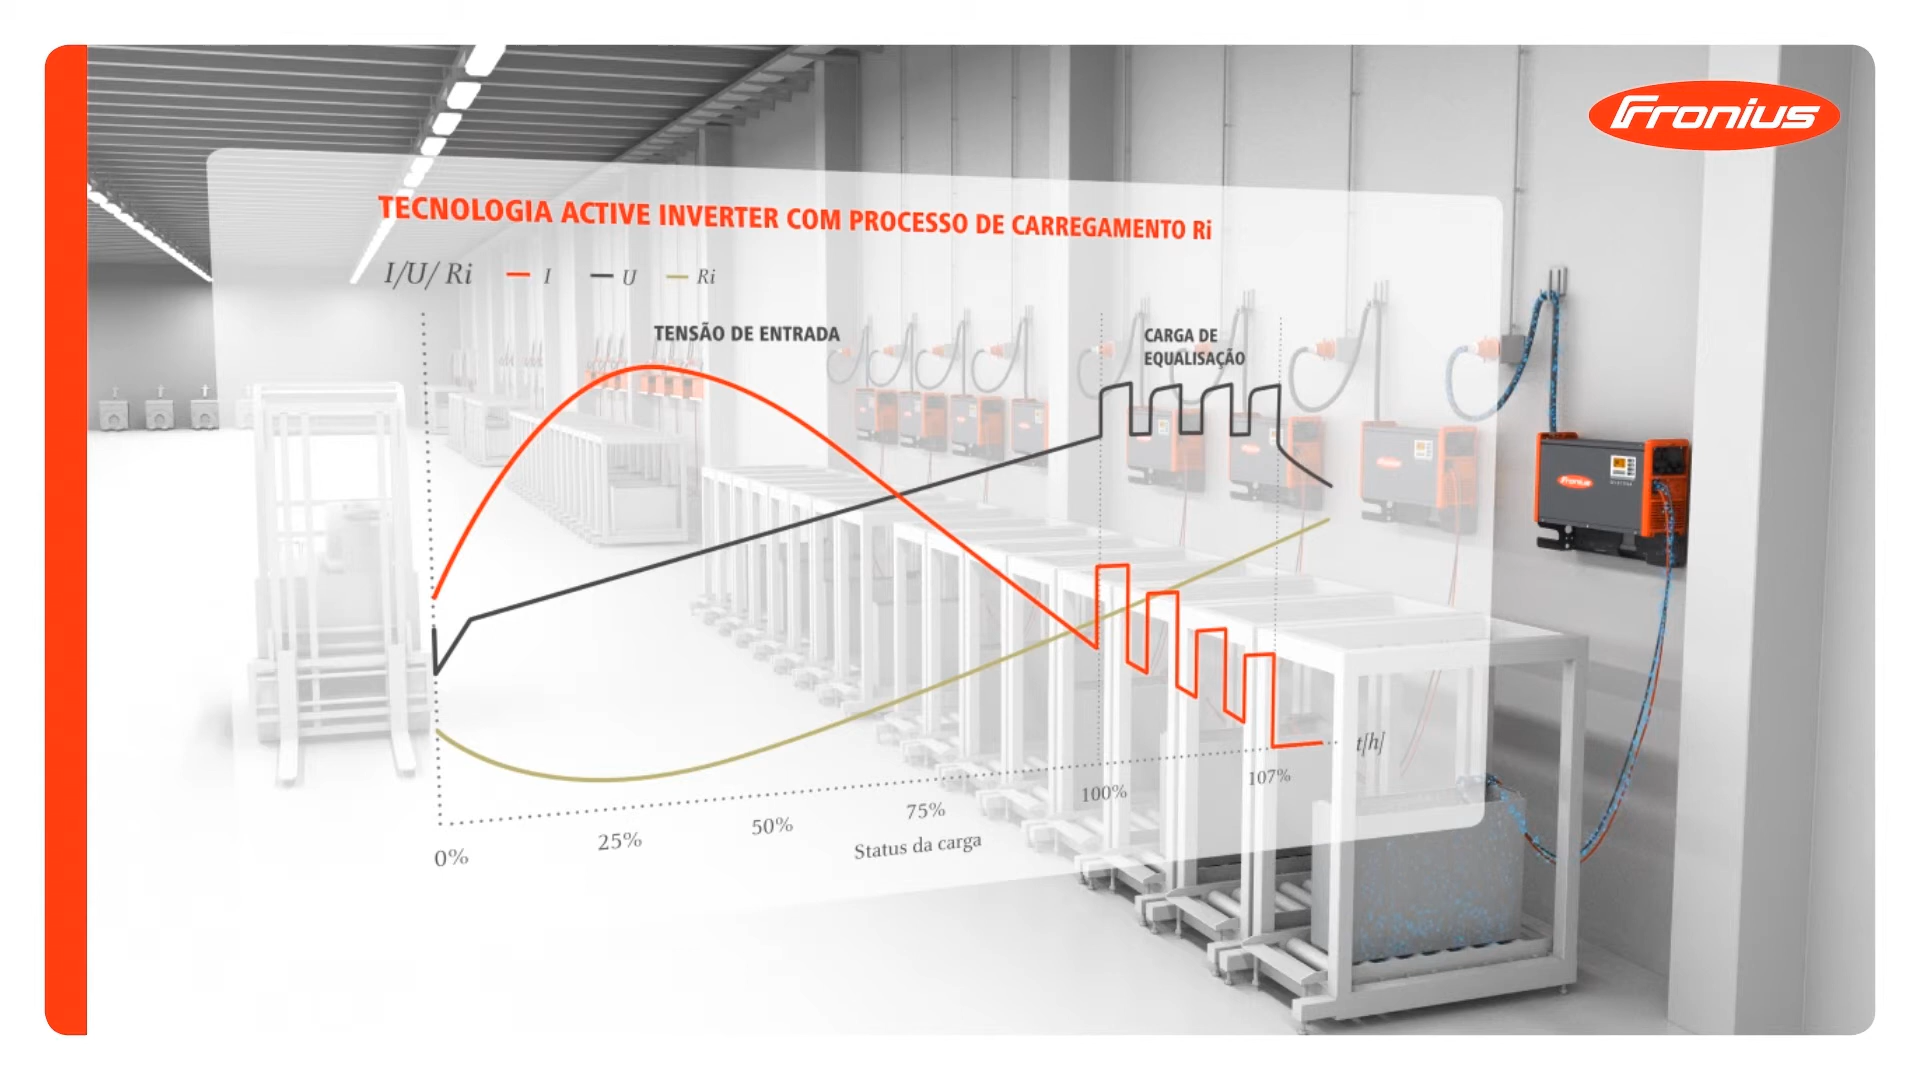 Fronius
TECNOLOGIA ACTIVE INVERTER COM PROCESSO DE CARREGAMENTO Ri
I/U/ Ri
I
U
Ri
TENSÃO DE ENTRADA
CARGA DE
EQUALISAÇÃO
Fronius
t[h]
0%
25%
50%
75%
100%
107%
Status da carga